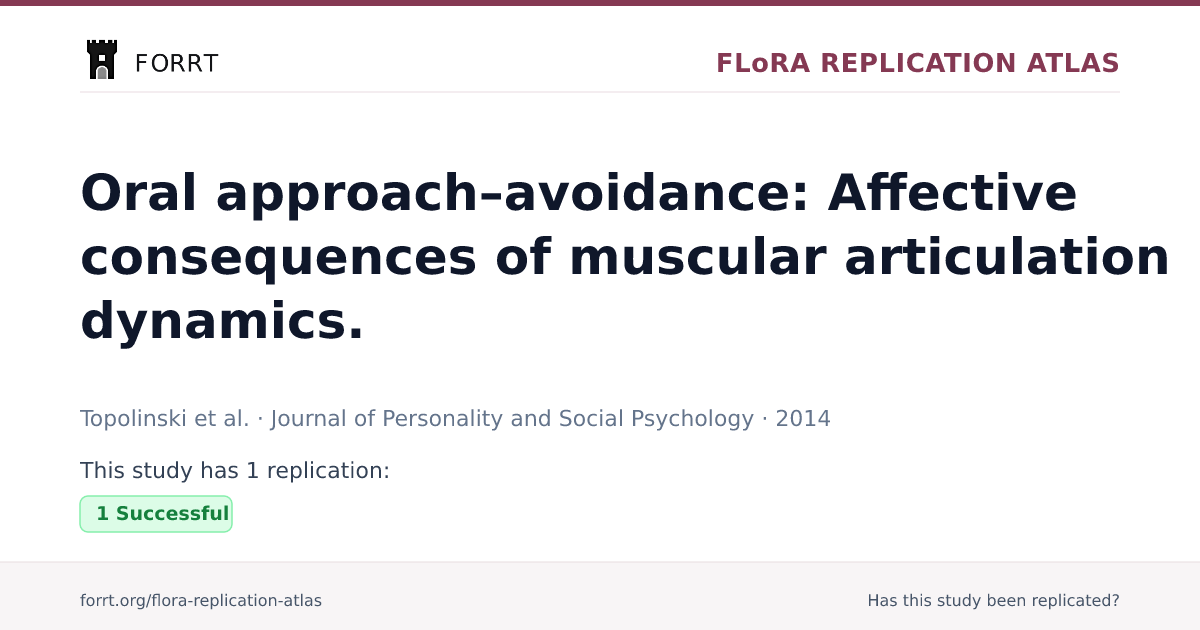 FORRT
FLoRA REPLICATION ATLAS
Oral approach–avoidance: Affective
consequences of muscular articulation
dynamics.
Topolinski et al. · Journal of Personality and Social Psychology · 2014
This study has 1 replication:
1 Successful
forrt.org/flora-replication-atlas
Has this study been replicated?